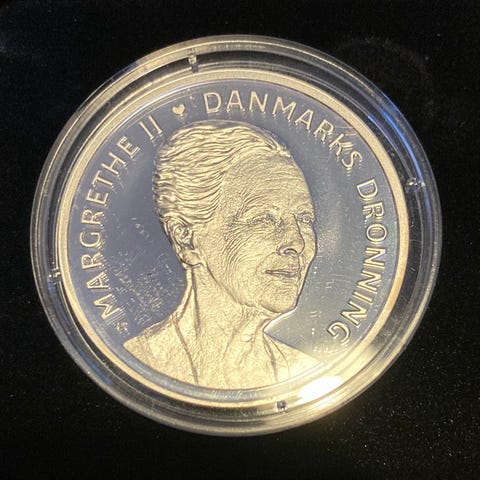 MARGRETHE II ♥ DANMARKS DRONNING